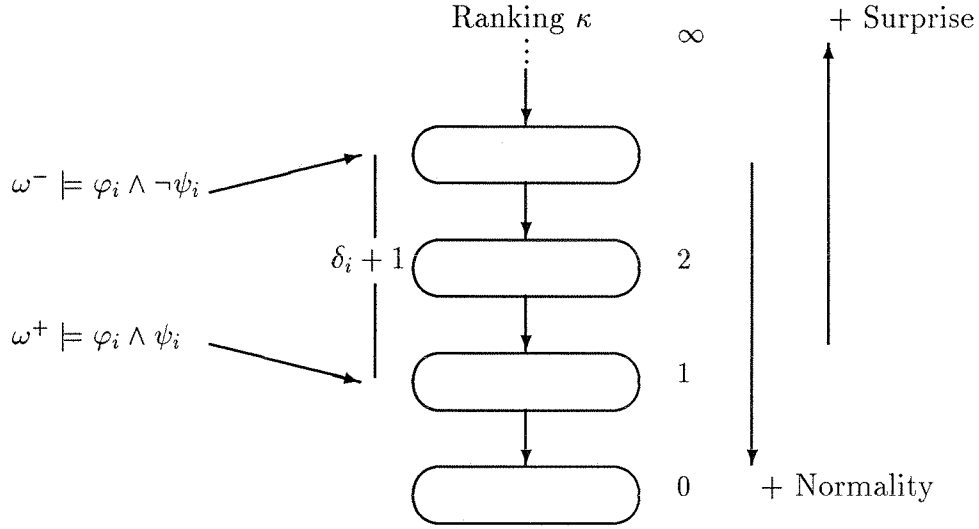 Ranking κ
∞
+ Surprise
ω⁻ ⊨ φᵢ ∧ ¬ψᵢ
δᵢ + 1
2
ω⁺ ⊨ φᵢ ∧ ψᵢ
1
0
+ Normality